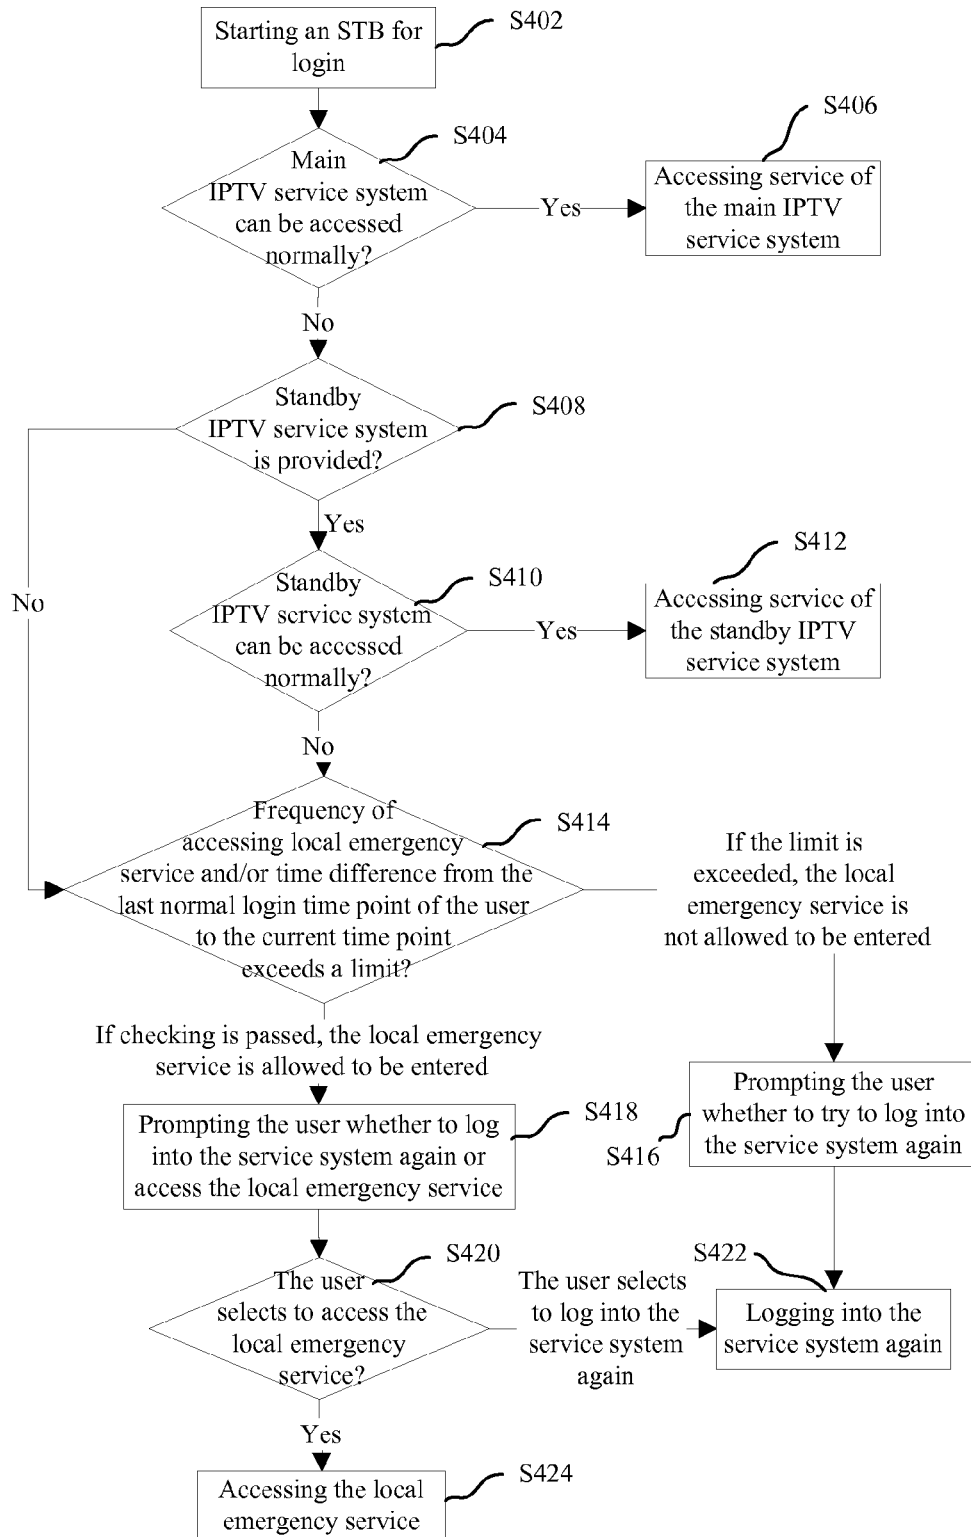 Starting an STB for
login
S402
Main
IPTV service system
can be accessed
normally?
S404
Yes
Accessing service of
the main IPTV
service system
S406
No
Standby
IPTV service system
is provided?
S408
No
Yes
Standby
IPTV service system
can be accessed
normally?
S410
Yes
Accessing service of
the standby IPTV
service system
S412
No
Frequency of
accessing local emergency
service and/or time difference from the
last normal login time point of the user
to the current time point
exceeds a limit?
S414
If the limit is
exceeded, the local
emergency service is
not allowed to be entered
If checking is passed, the local emergency
service is allowed to be entered
Prompting the user whether to log
into the service system again or
access the local emergency service
S418
Prompting the user
whether to try to log into
the service system again
S416
The user
selects to access the
local emergency
service?
S420
The user selects
to log into the
service system
again
S422
Logging into the
service system again
Yes
Accessing the local
emergency service
S424